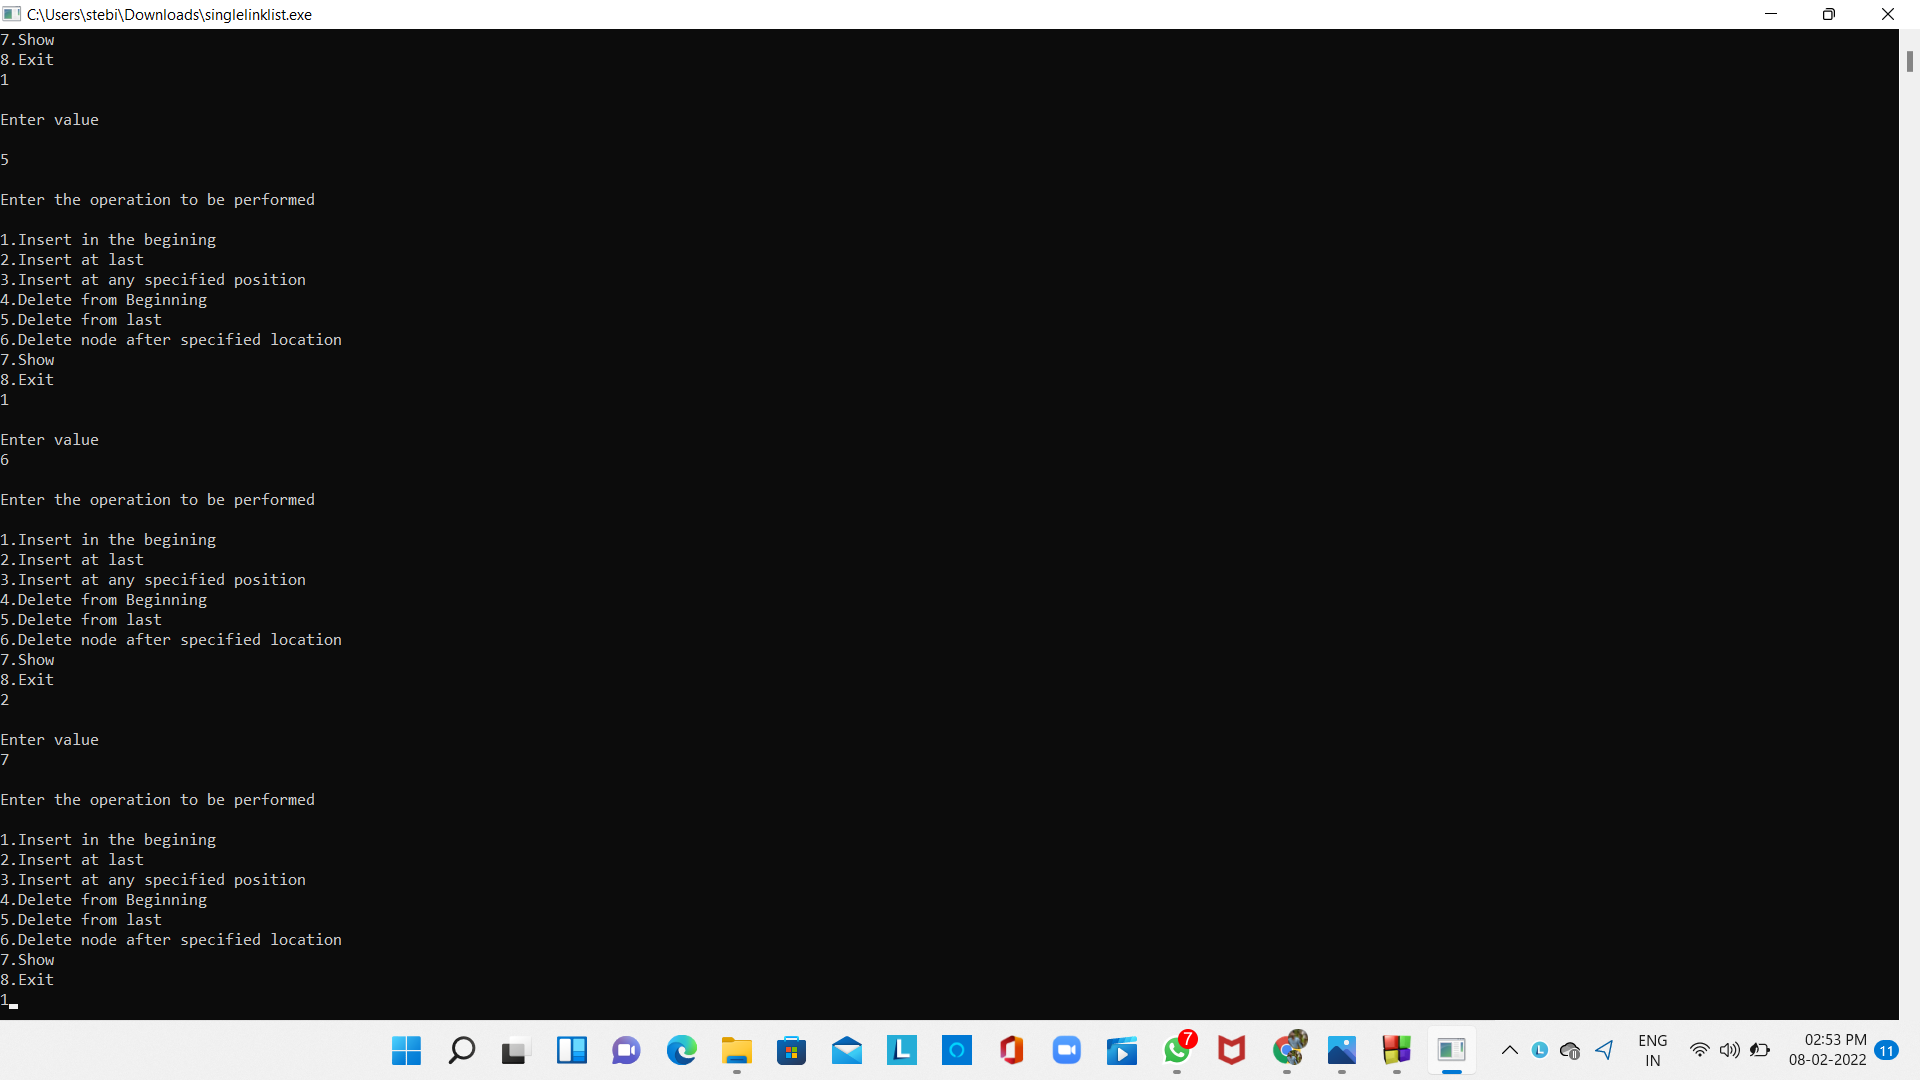 C:\Users\stebi\Downloads\singlelinklist.exe
7.Show
8.Exit
1
Enter value
5
Enter the operation to be performed
1.Insert in the begining
2.Insert at last
3.Insert at any specified position
4.Delete from Beginning
5.Delete from last
6.Delete node after specified location
7.Show
8.Exit
1
Enter value
6
Enter the operation to be performed
1.Insert in the begining
2.Insert at last
3.Insert at any specified position
4.Delete from Beginning
5.Delete from last
6.Delete node after specified location
7.Show
8.Exit
2
Enter value
7
Enter the operation to be performed
1.Insert in the begining
2.Insert at last
3.Insert at any specified position
4.Delete from Beginning
5.Delete from last
6.Delete node after specified location
7.Show
8.Exit
1
L
7
L
ENG
IN
02:53 PM
08-02-2022
11